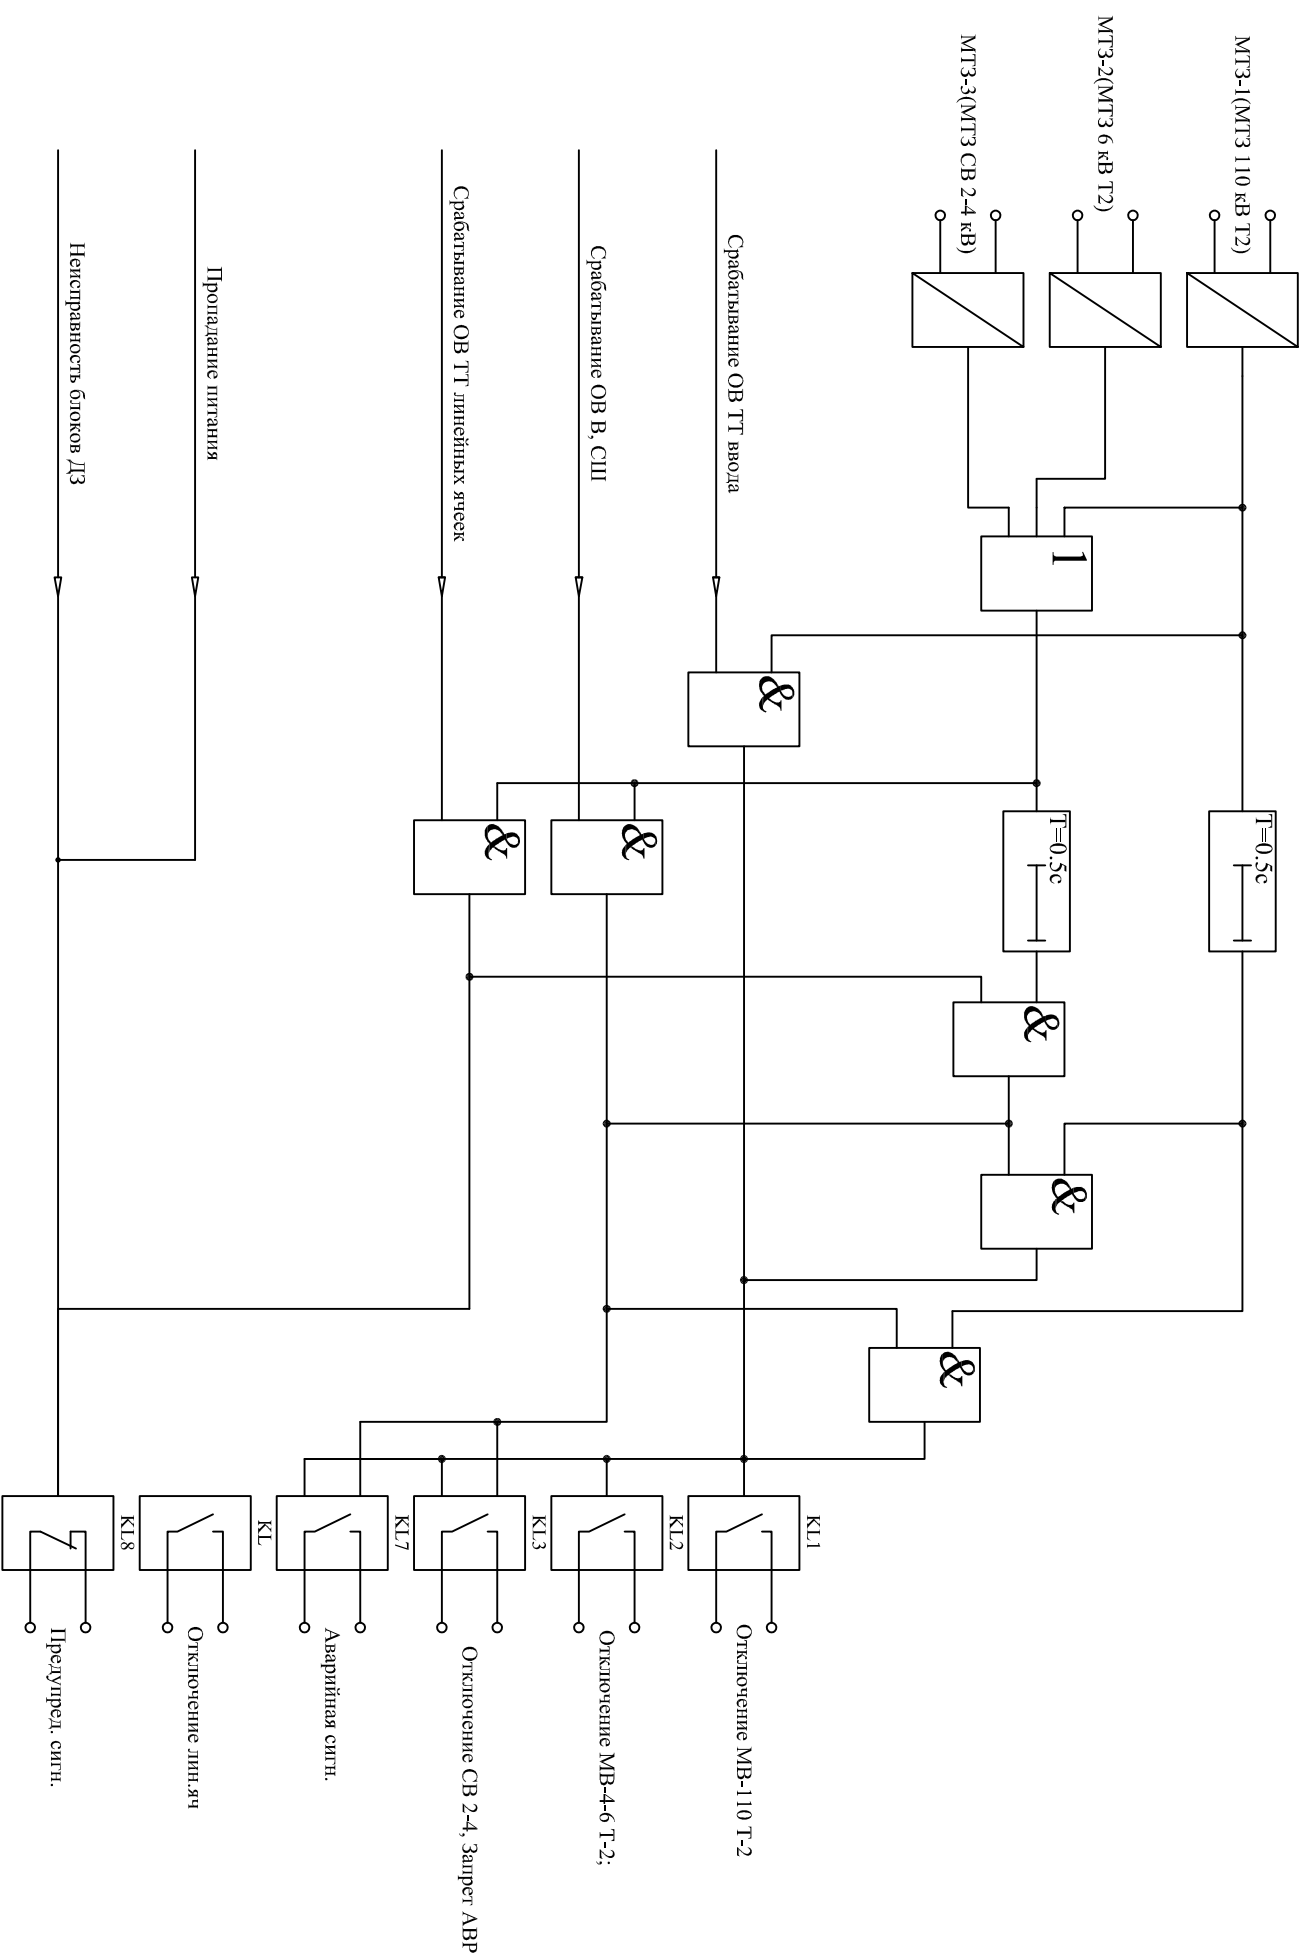 МТЗ-1(МТЗ 110 кВ Т2)
МТЗ-2(МТЗ 6 кВ Т2)
МТЗ-3(МТЗ СВ 2-4 кВ)
1
T=0.5c
T=0.5c
&
&
&
&
&
&
Срабатывание ОВ ТТ ввода
Срабатывание ОВ В, СШ
Срабатывание ОВ ТТ линейных ячеек
Пропадание питания
Неисправность блоков ДЗ
KL1
Отключение МВ-110 Т-2
KL2
Отключение МВ-4-6 Т-2;
KL3
Отключение СВ 2-4, Запрет АВР
KL7
Аварийная сигн.
KL
Отключение лин.яч
KL8
Предупред. сигн.